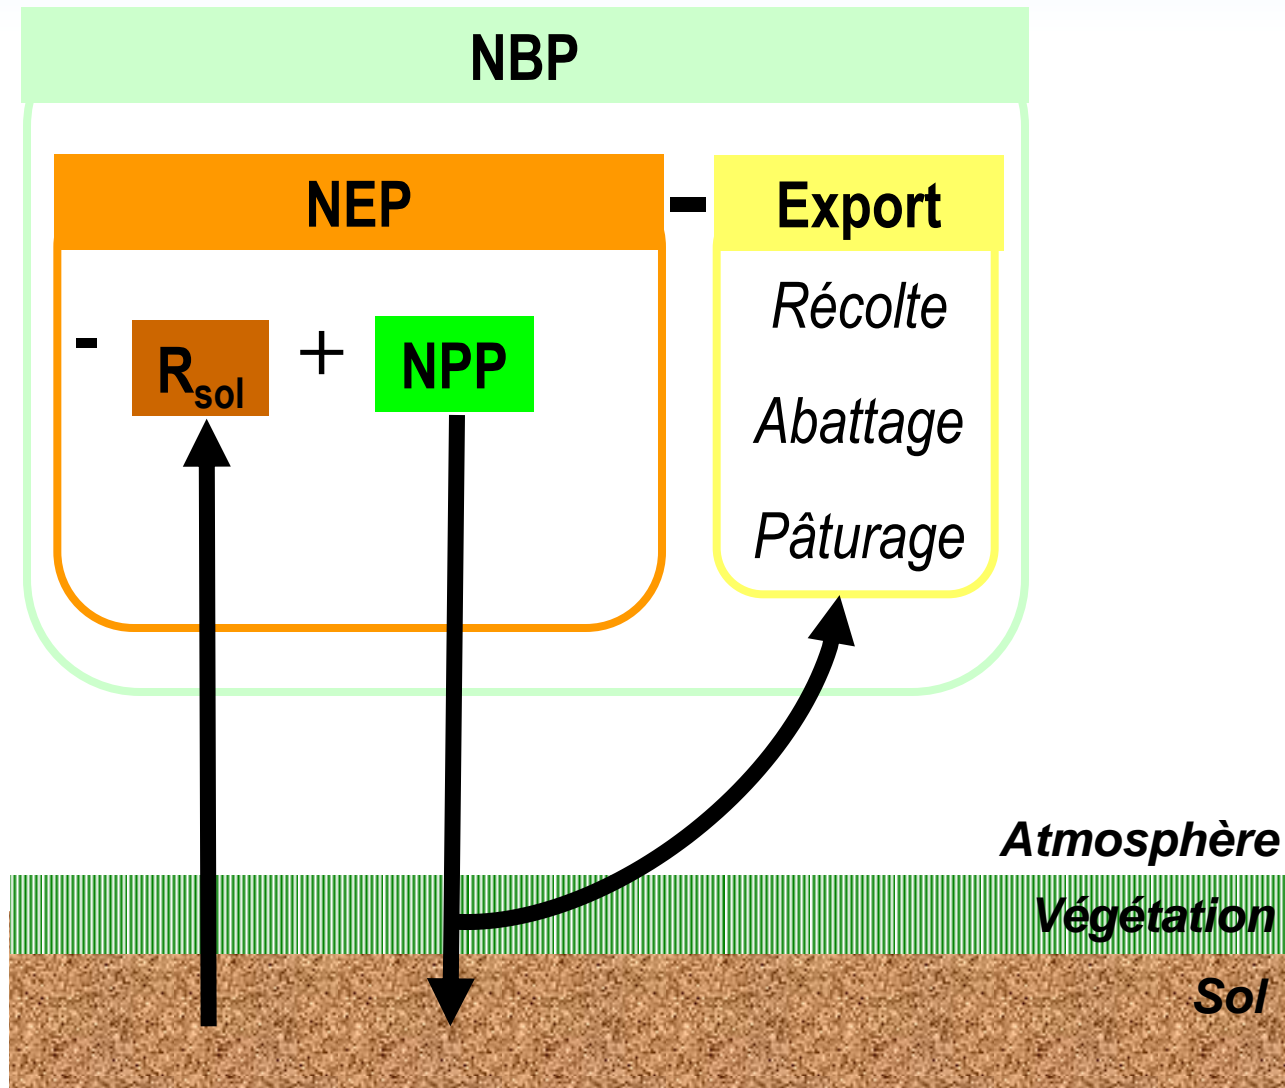 NBP
NEP - Export
- Rsol + NPP
Récolte
Abattage
Pâturage
Atmosphère
Végétation
Sol